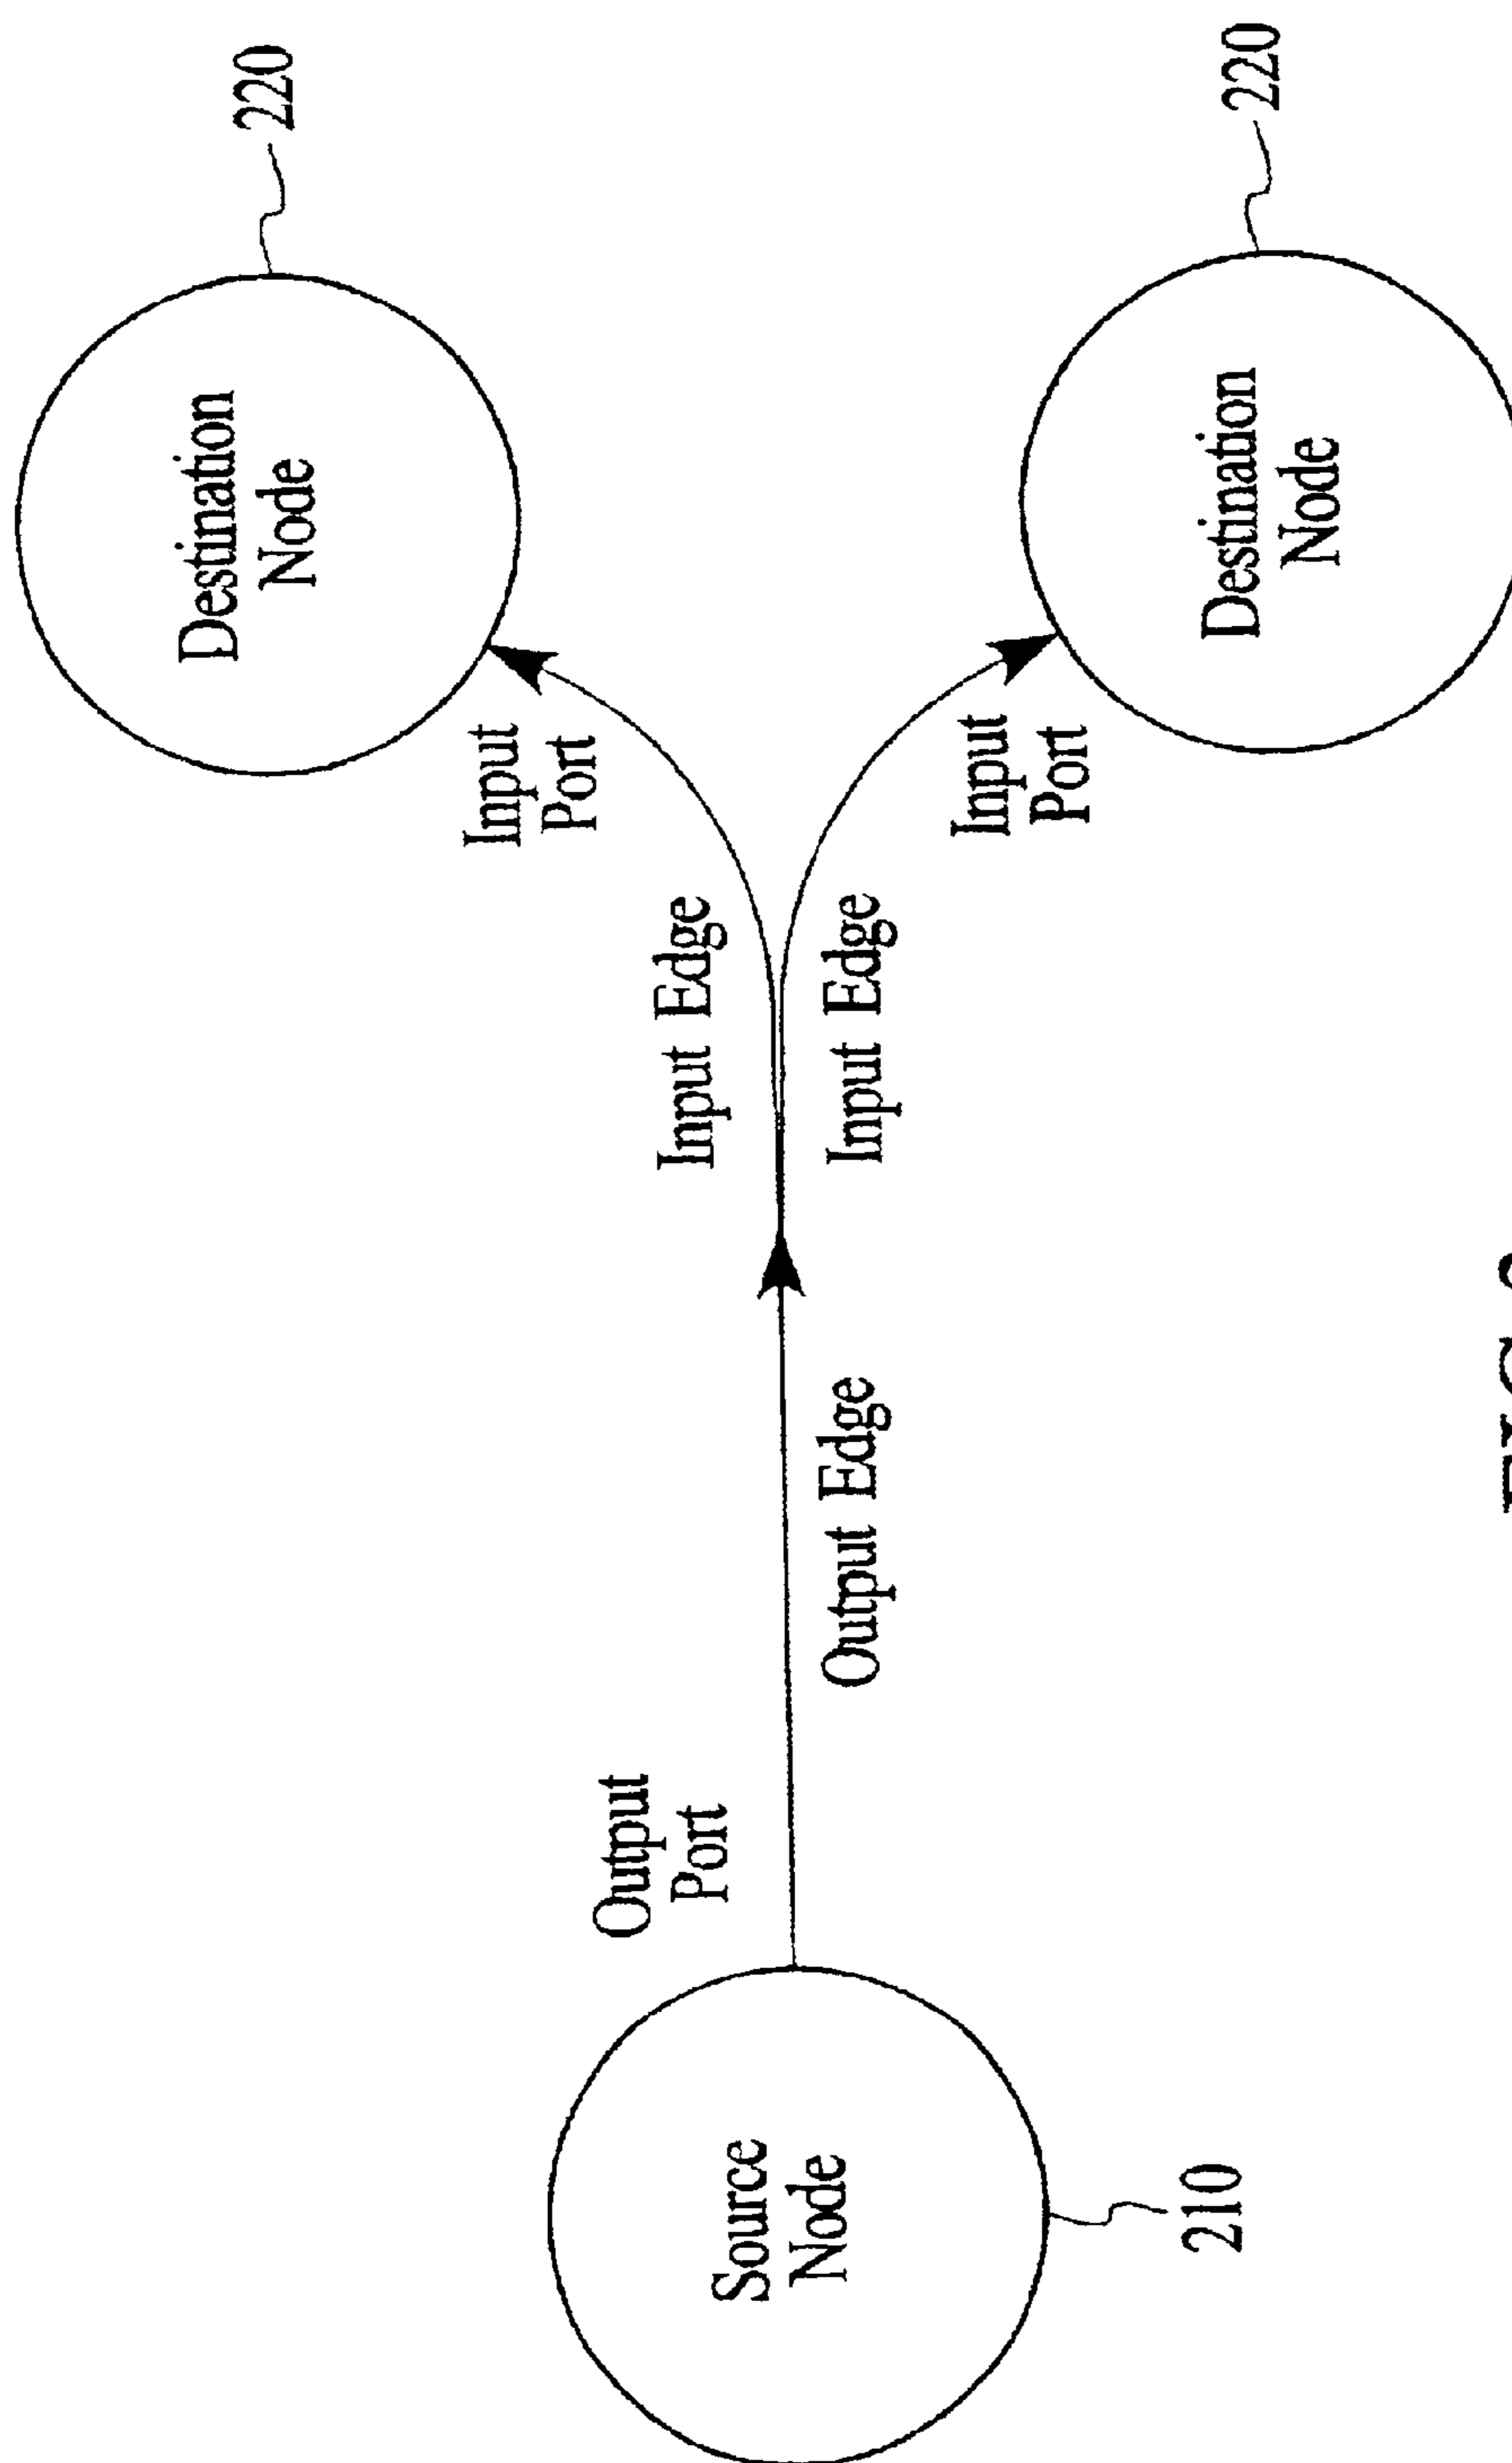 Destination
Node
220
Input
Port
Input Edge
Source
Node
210
Output
Port
Output Edge
Input Edge
Input
Port
Destination
Node
220